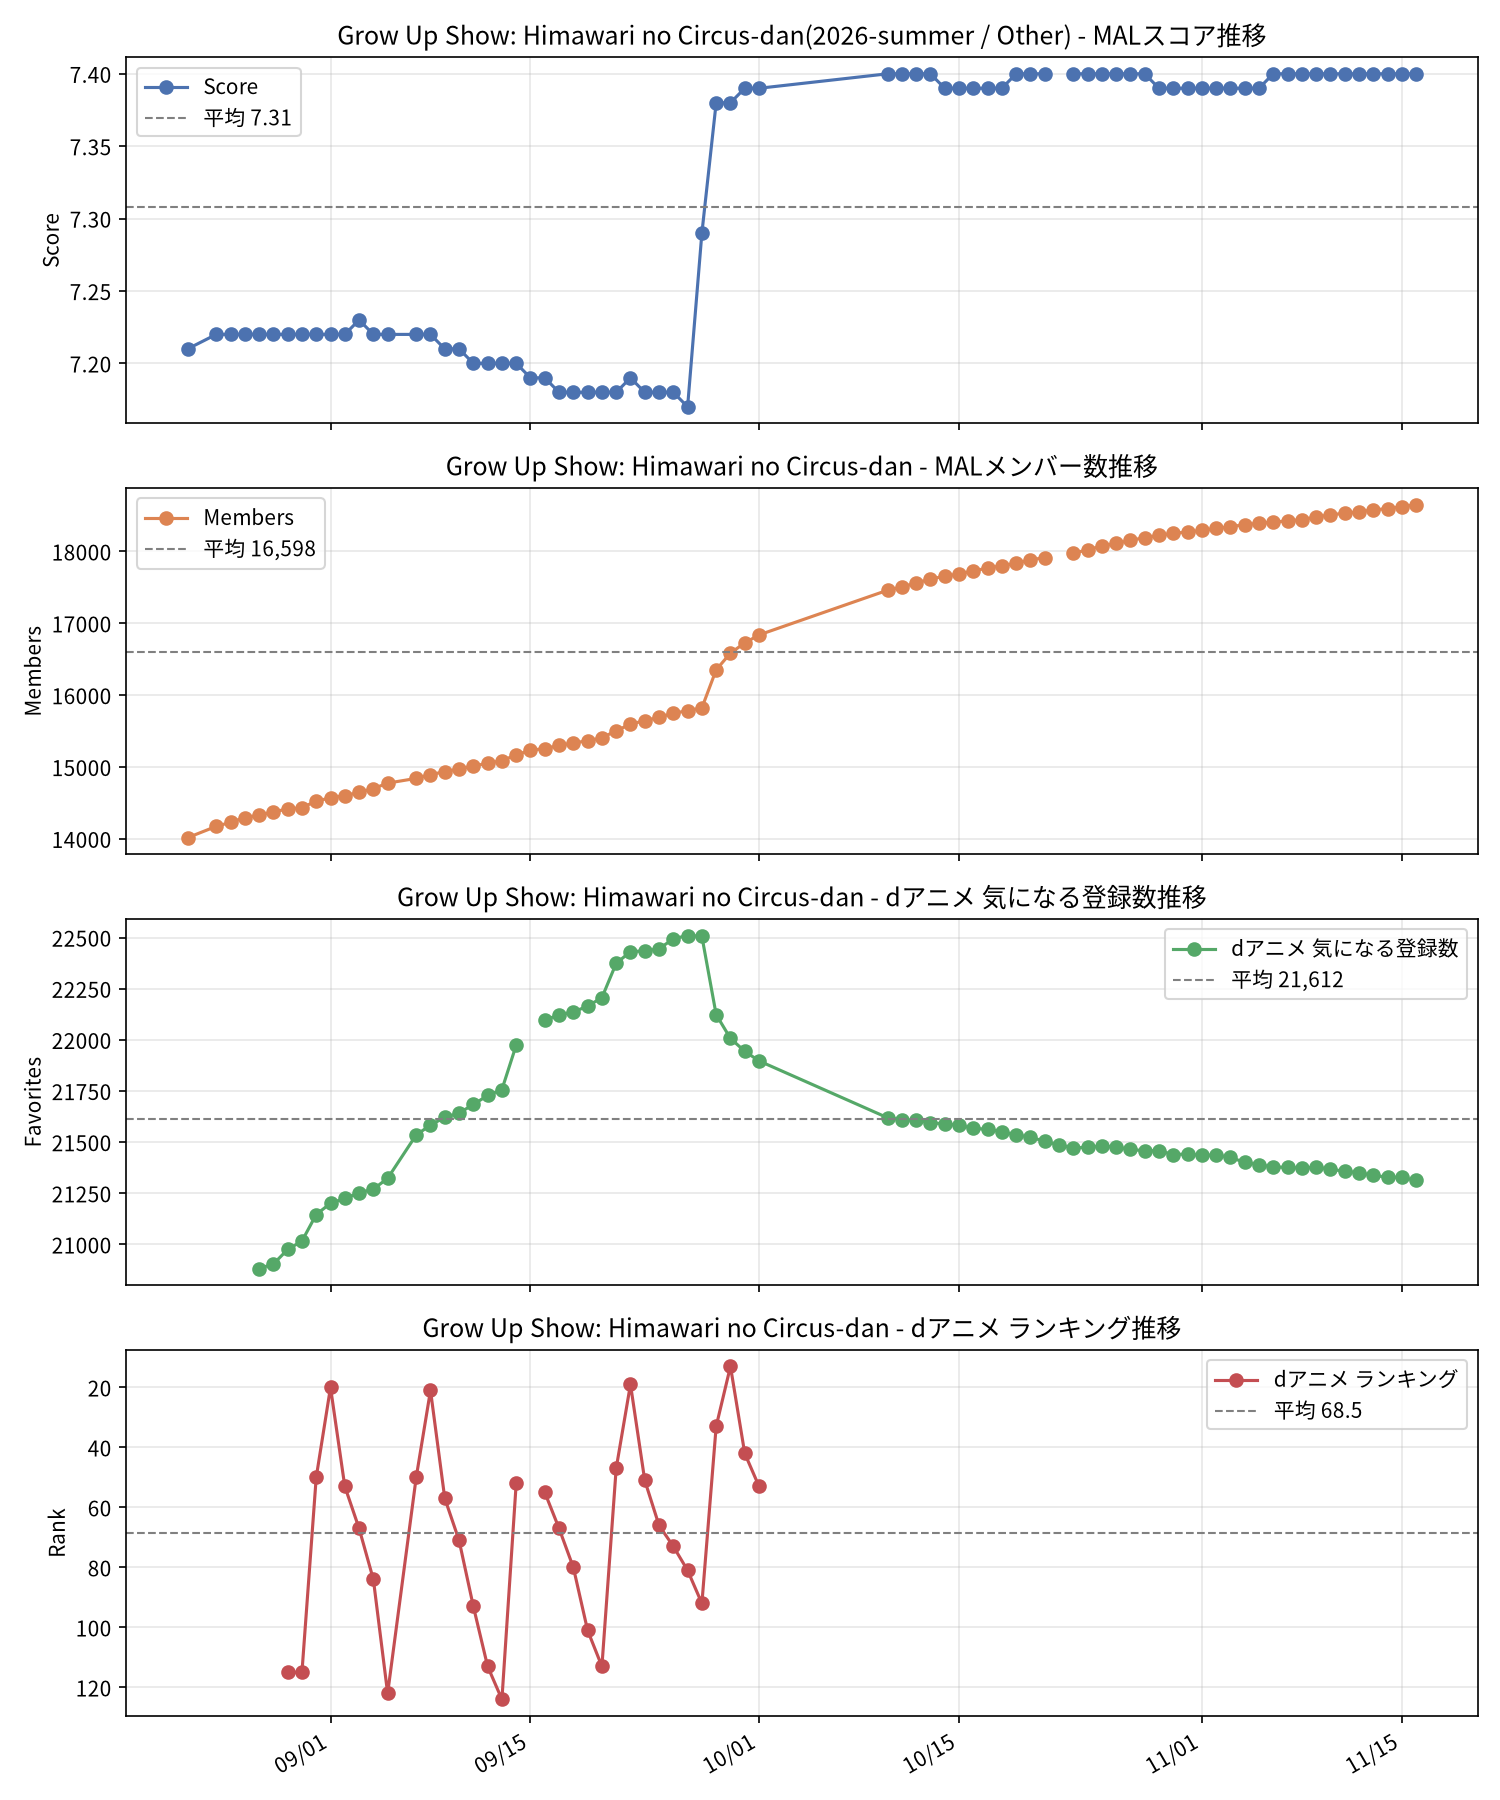 Grow Up Show: Himawari no Circus-dan(2026-summer / Other) - MALスコア推移
Score
平均 7.31
Score
7.40
7.35
7.30
7.25
7.20
Grow Up Show: Himawari no Circus-dan - MALメンバー数推移
Members
平均 16,598
Members
18000
17000
16000
15000
14000
Grow Up Show: Himawari no Circus-dan - dアニメ 気になる登録数推移
dアニメ 気になる登録数
平均 21,612
Favorites
22500
22250
22000
21750
21500
21250
21000
Grow Up Show: Himawari no Circus-dan - dアニメ ランキング推移
dアニメ ランキング
平均 68.5
Rank
20
40
60
80
100
120
09/01
09/15
10/01
10/15
11/01
11/15